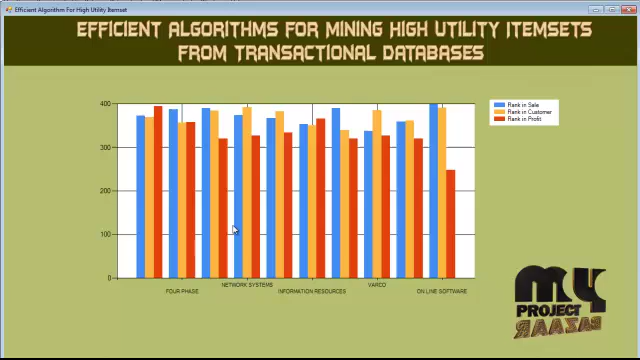 Efficient Algorithm For High Utility Itemset
EFFICIENT ALGORITHMS FOR MINING HIGH UTILITY ITEMSETS
FROM TRANSACTIONAL DATABASES
400
300
200
100
0
Rank in Sale
Rank in Customer
Rank in Profit
NETWORK SYSTEMS
VARCO
FOUR PHASE
INFORMATION RESOURCES
ON LINE SOFTWARE
MY
PROJECT
BAZAAR